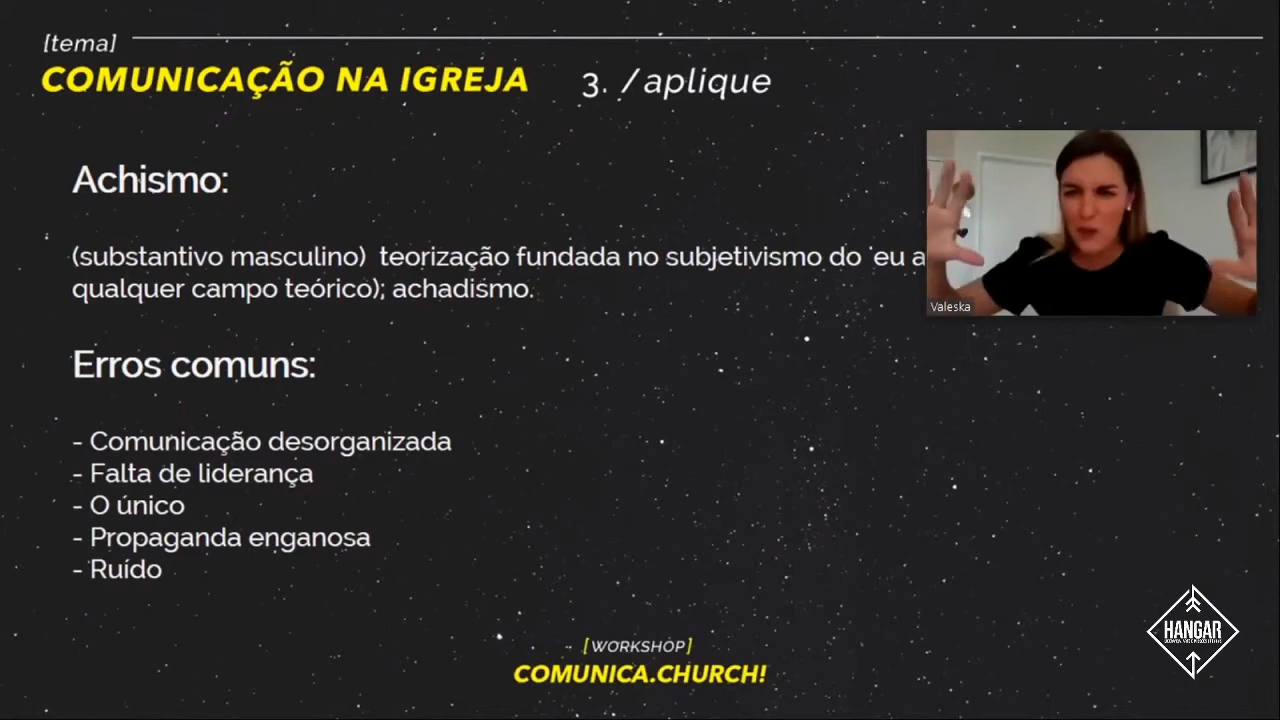 [tema]
COMUNICAÇÃO NA IGREJA 3. /aplique
Achismo:
(substantivo masculino) teorização fundada no subjetivismo do 'eu a
qualquer campo teórico); achadismo.
Valeska
Erros comuns:
- Comunicação desorganizada
- Falta de liderança
- O único
- Propaganda enganosa
- Ruído
[WORKSHOP]
COMUNICA.CHURCH!
HANGAR